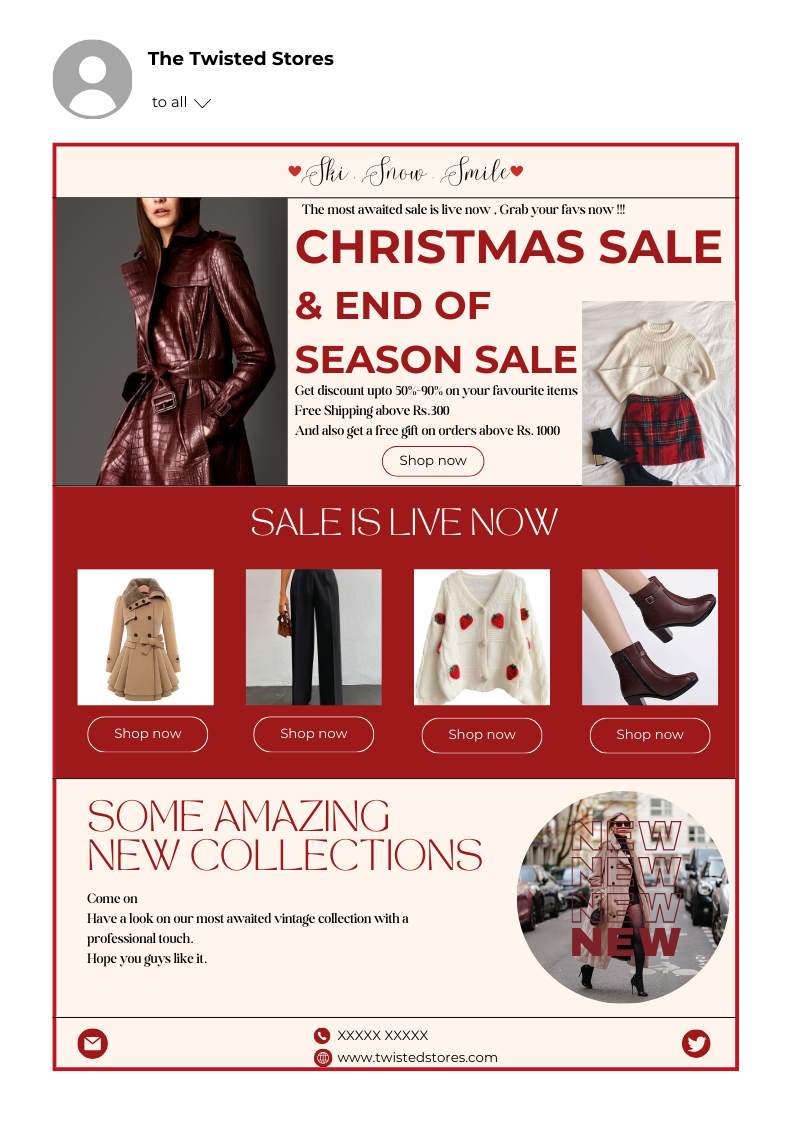 The Twisted Stores
to all
Ski . Snow . Smile
The most awaited sale is live now , Grab your favs now !!!
CHRISTMAS SALE
& END OF
SEASON SALE
Get discount upto 50%-90% on your favourite items
Free Shipping above Rs.300
And also get a free gift on orders above Rs. 1000
Shop now
SALE IS LIVE NOW
Shop now
Shop now
Shop now
Shop now
SOME AMAZING
NEW COLLECTIONS
Come on
Have a look on our most awaited vintage collection with a
professional touch.
Hope you guys like it.
NEW
NEW
NEW
NEW
XXXXX XXXXX
www.twistedstores.com